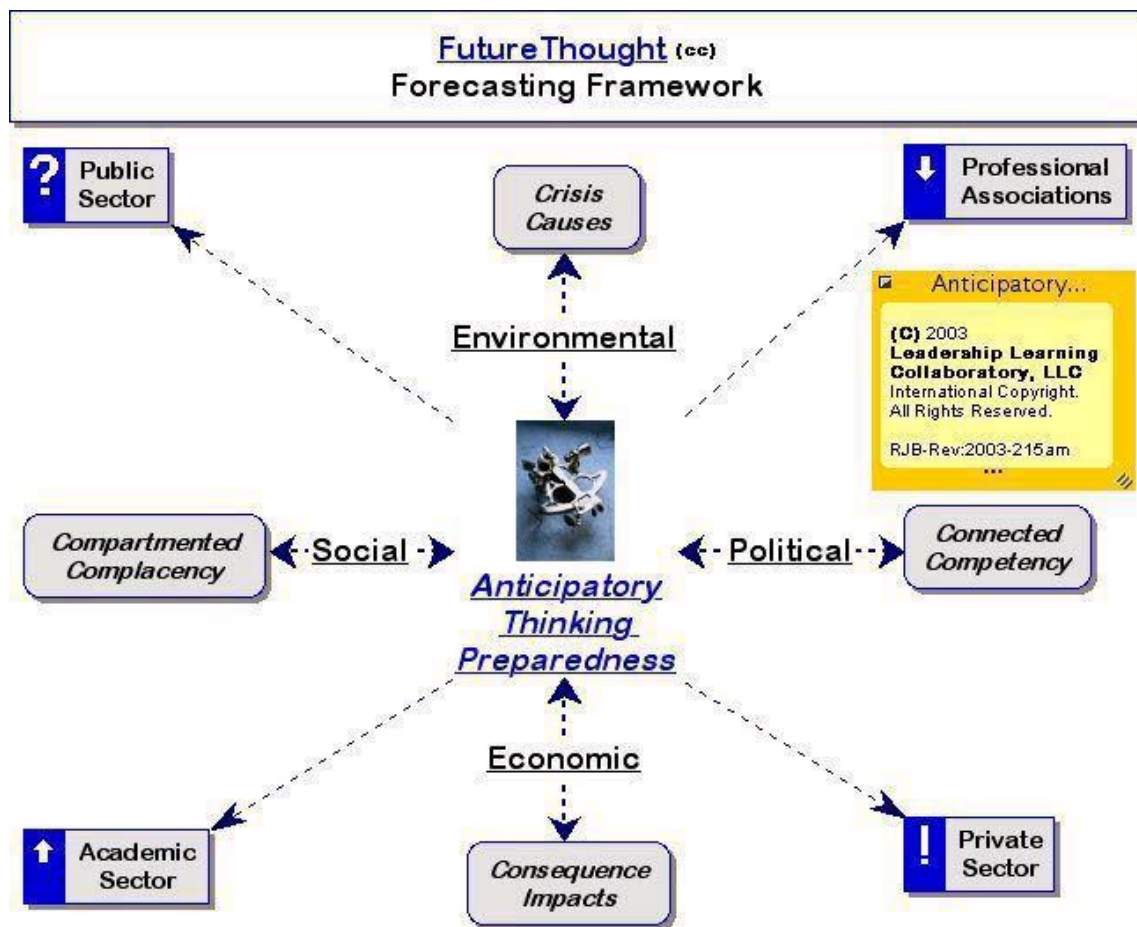 FutureThought (cc)
Forecasting Framework
? Public
Sector
Crisis
Causes
Professional
Associations
Anticipatory...
(C) 2003
Leadership Learning
Collaboratory, LLC
International Copyright.
All Rights Reserved.
RJB-Rev:2003-215am
...
Environmental
Compartmented
Complacency
Social
Political
Connected
Competency
Anticipatory
Thinking
Preparedness
Economic
Academic
Sector
Consequence
Impacts
! Private
Sector